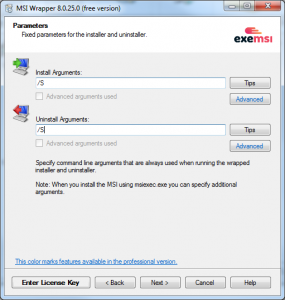 MSI Wrapper 8.0.25.0 (free version)
Parameters
Fixed parameters for the installer and uninstaller.
exemsi
Install Arguments:
/S
Tips
Advanced arguments used
Advanced
Uninstall Arguments:
/S
Tips
Advanced arguments used
Advanced
Specify command line arguments that are always used when running the wrapped
installer and uninstaller.
Note: When you install the MSI using msiexec.exe you can specify additional
arguments.
This color marks features available in the professional version.
Enter License Key
< Back
Next >
Cancel
Help